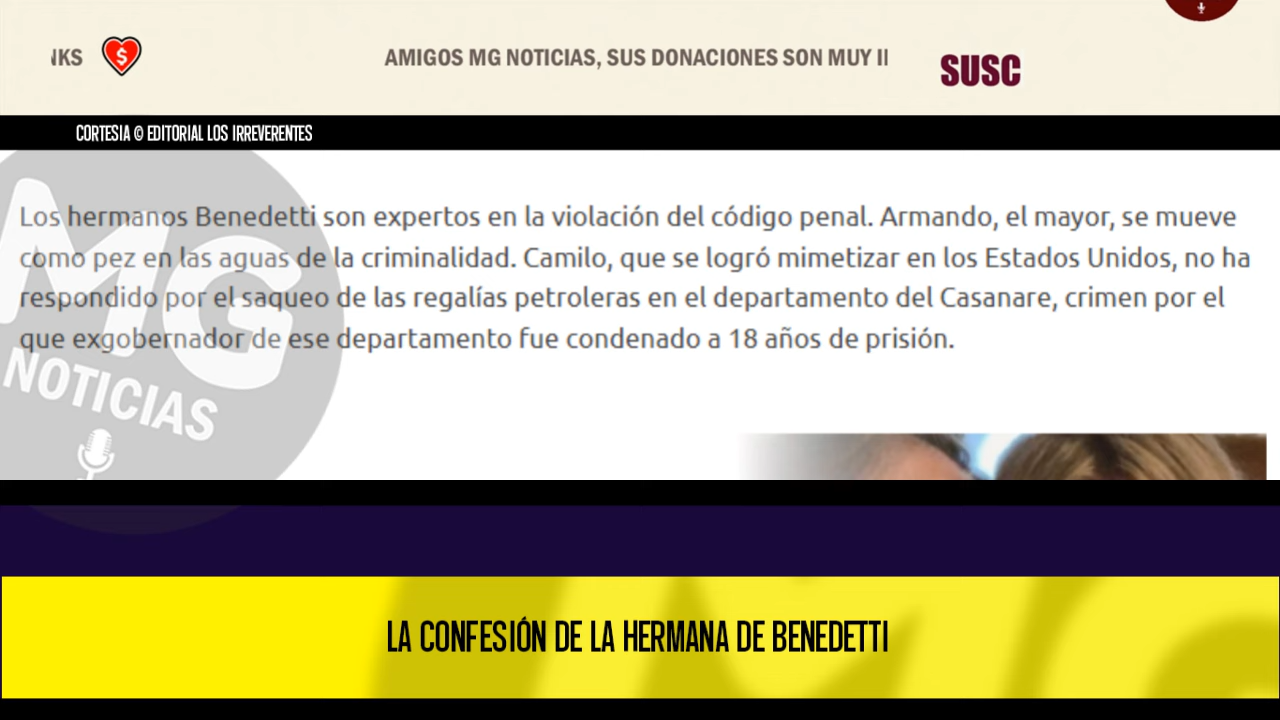 NKS
AMIGOS MG NOTICIAS, SUS DONACIONES SON MUY
SUSC
CORTESIA © EDITORIAL LOS IRREVERENTES
Los hermanos Benedetti son expertos en la violación del código penal. Armando, el mayor, se mueve
como pez en las aguas de la criminalidad. Camilo, que se logró mimetizar en los Estados Unidos, no ha
respondido por el saqueo de las regalías petroleras en el departamento del Casanare, crimen por el
que exgobernador de ese departamento fue condenado a 18 años de prisión.
MG
NOTICIAS
LA CONFESIÓN DE LA HERMANA DE BENEDETTI